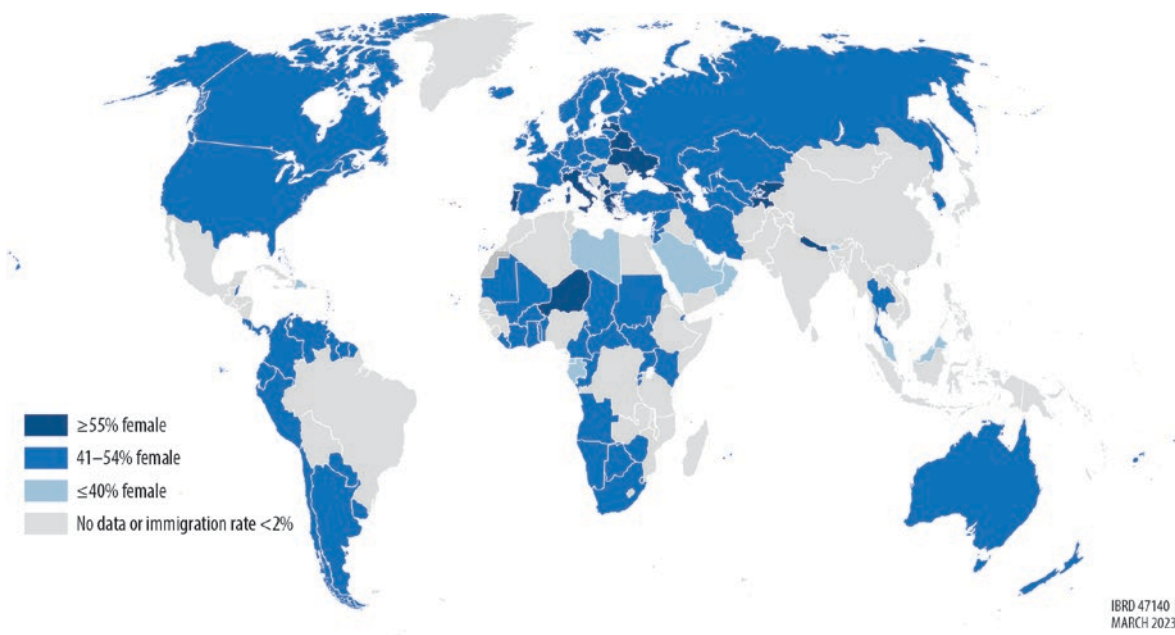 ≥55% female
41–54% female
≤40% female
No data or immigration rate <2%
IBRD 47140
MARCH 2023